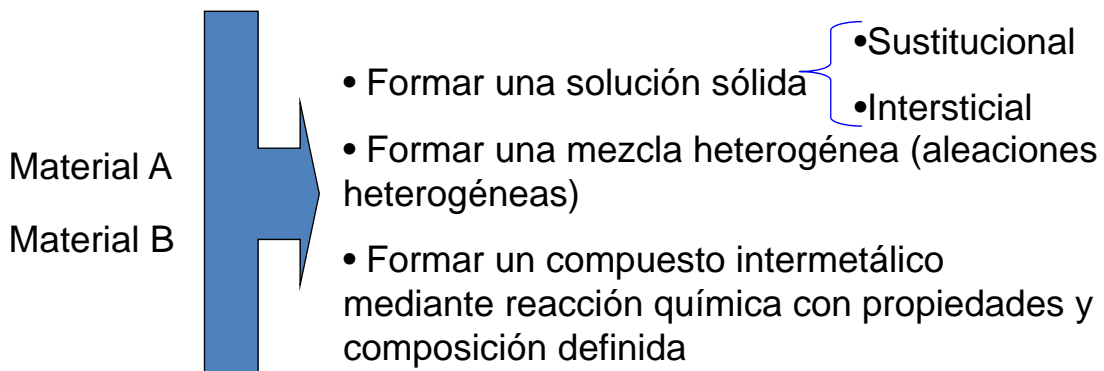 •Sustitucional
• Formar una solución sólida
•Intersticial
Material A
Material B
• Formar una mezcla heterogénea (aleaciones
heterogéneas)
• Formar un compuesto intermetálico
mediante reacción química con propiedades y
composición definida